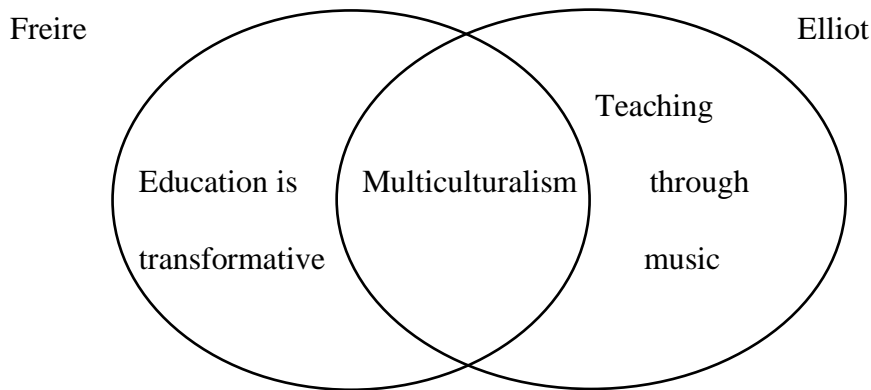 Freire
Elliot
Education is
transformative
Multiculturalism
Teaching
through
music